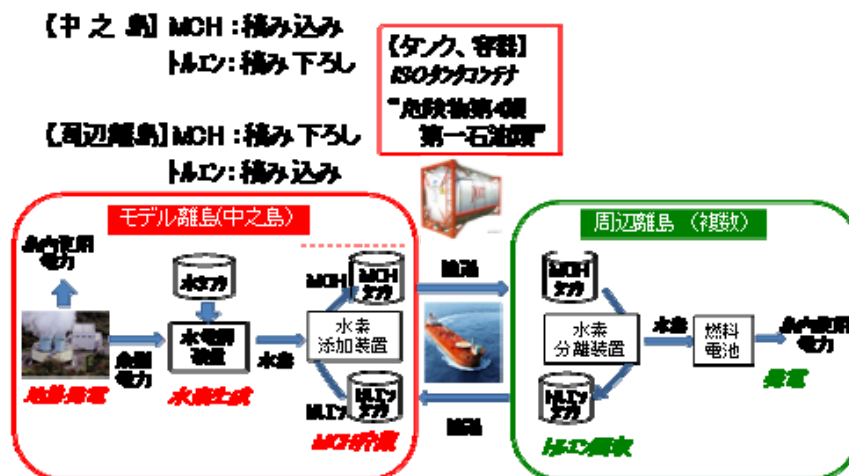 【中之島】MCH：積み込み
トルエン：積み下ろし
【周辺離島】MCH：積み下ろし
トルエン：積み込み
【タンク、容器】
ISOタンクコンテナ
"危険物第4類
第一石油類"
モデル離島(中之島)
周辺離島 （複数）
島内使用
電力
水タンク
MCH
MCH
タンク
輸送
MCH
タンク
水電解
装置
水素
水素
添加装置
水素
分離装置
水素
燃料
電池
島内使用
電力
余剰
電力
地熱発電
水素生成
トルエン
トルエン
タンク
MCH貯蔵
輸送
トルエン
タンク
トルエン回収
発電